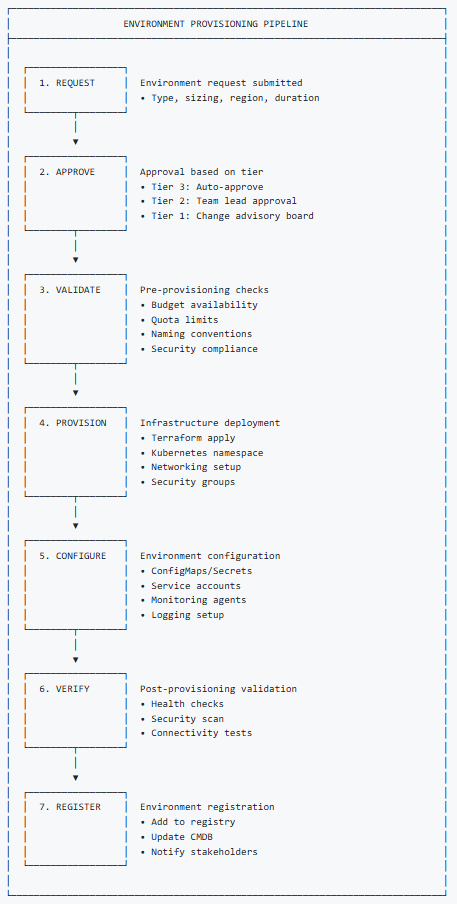 ENVIRONMENT PROVISIONING PIPELINE
1. REQUEST Environment request submitted
• Type, sizing, region, duration
2. APPROVE Approval based on tier
• Tier 3: Auto-approve
• Tier 2: Team lead approval
• Tier 1: Change advisory board
3. VALIDATE Pre-provisioning checks
• Budget availability
• Quota limits
• Naming conventions
• Security compliance
4. PROVISION Infrastructure deployment
• Terraform apply
• Kubernetes namespace
• Networking setup
• Security groups
5. CONFIGURE Environment configuration
• ConfigMaps/Secrets
• Service accounts
• Monitoring agents
• Logging setup
6. VERIFY Post-provisioning validation
• Health checks
• Security scan
• Connectivity tests
7. REGISTER Environment registration
• Add to registry
• Update CMDB
• Notify stakeholders